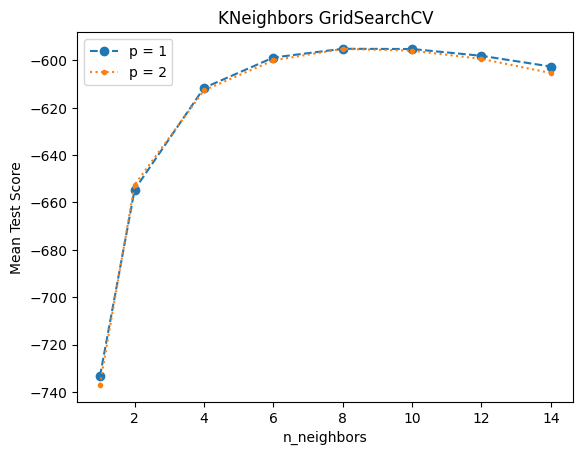 KNeighbors GridSearchCV
p = 1
p = 2
Mean Test Score
−600
−620
−640
−660
−680
−700
−720
−740
2 4 6 8 10 12 14
n_neighbors